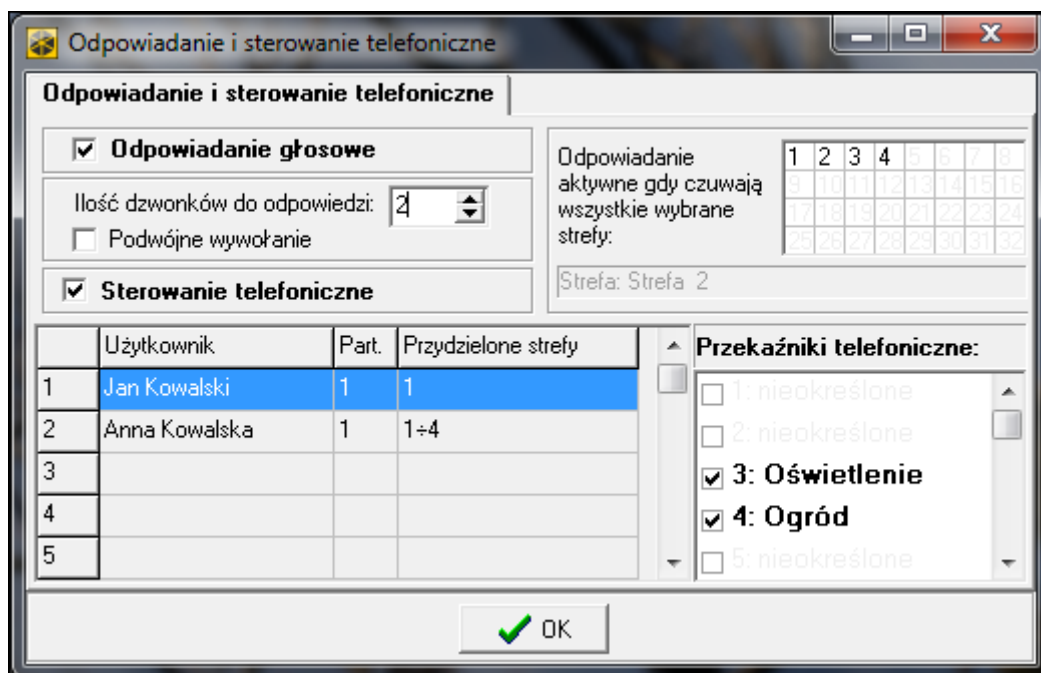 Odpowiadanie i sterowanie telefoniczne
Odpowiadanie i sterowanie telefoniczne
Odpowiadanie głosowe
Ilość dzwonków do odpowiedzi: 2
Podwójne wywołanie
Sterowanie telefoniczne
Odpowiadanie
aktywne gdy czuwają
wszystkie wybrane
strefy:
1 2 3 4 5 6 7 8
9 10 11 12 13 14 15 16
17 18 19 20 21 22 23 24
25 26 27 28 29 30 31 32
Strefa: Strefa 2
Użytkownik Part. Przydzielone strefy
1 Jan Kowalski 1 1
2 Anna Kowalska 1 1÷4
3
4
5
Przekaźniki telefoniczne:
1: nieokreślone
2: nieokreślone
3: Oświetlenie
4: Ogród
5: nieokreślone
OK